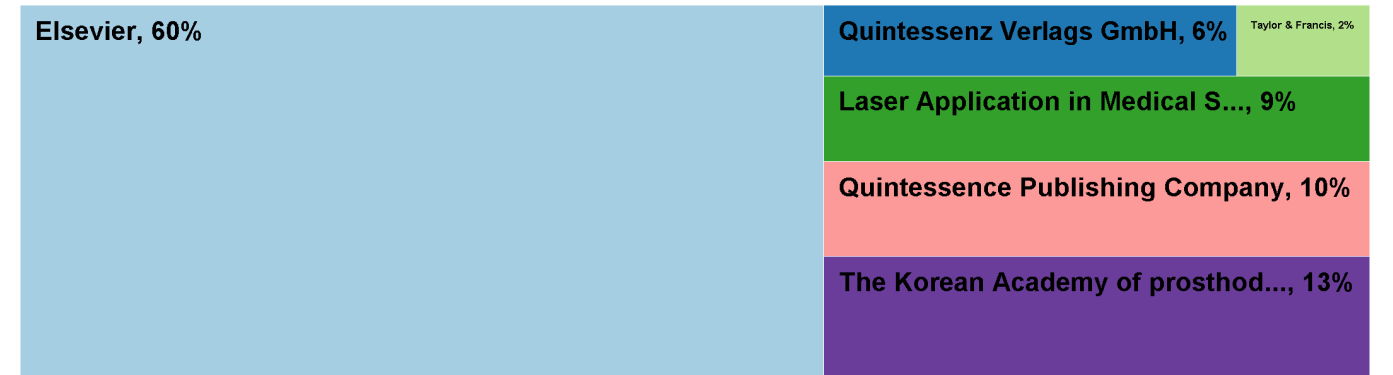 Elsevier, 60%
Quintessenz Verlags GmbH, 6%
Taylor & Francis, 2%
Laser Application in Medical S..., 9%
Quintessence Publishing Company, 10%
The Korean Academy of prosthod..., 13%